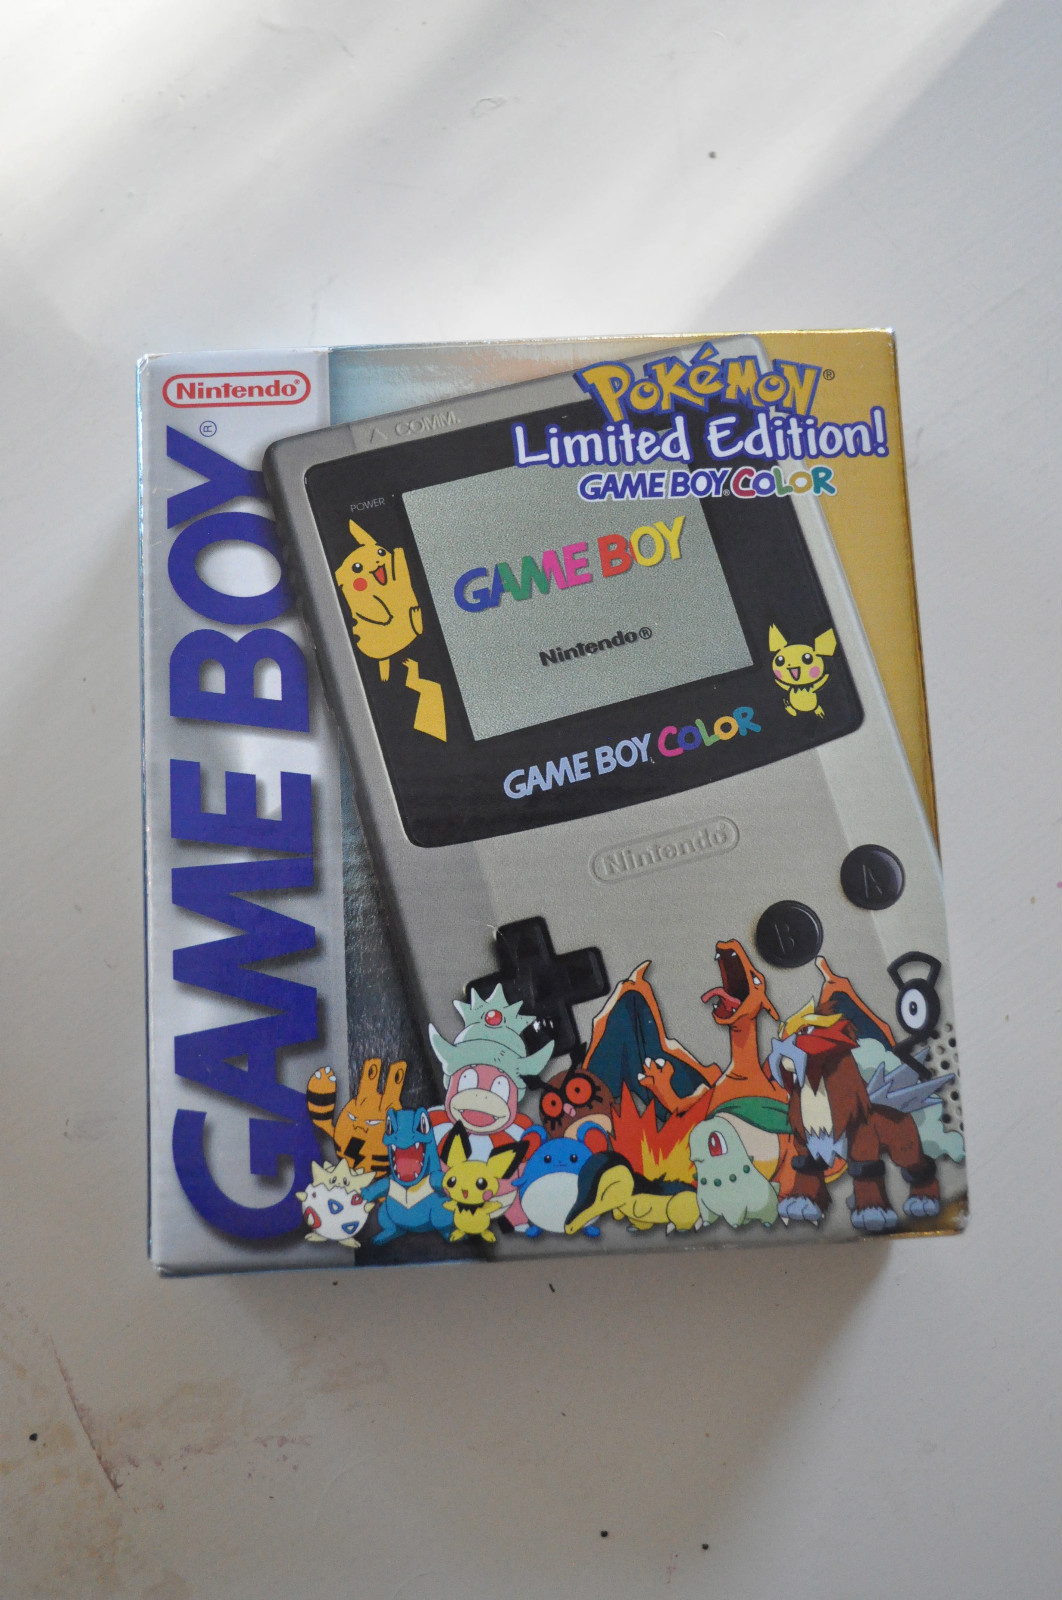 Nintendo®
GAME BOY®
POKéMON®
Limited Edition!
GAME BOY® COLOR
COMM.
POWER
GAME BOY
Nintendo®
GAME BOY COLOR
Nintendo
A
B